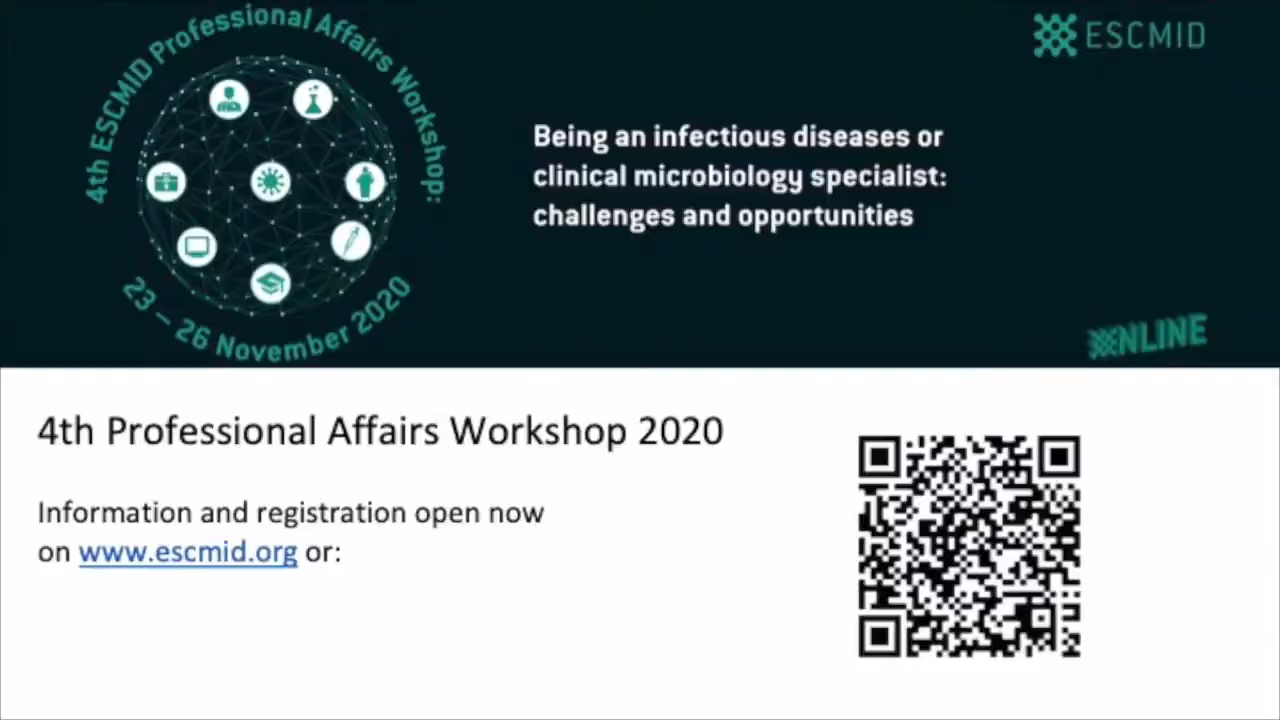 4th ESCMID Professional Affairs Workshop:
23 – 26 November 2020
ESCMID
Being an infectious diseases or
clinical microbiology specialist:
challenges and opportunities
ONLINE
4th Professional Affairs Workshop 2020
Information and registration open now
on www.escmid.org or: